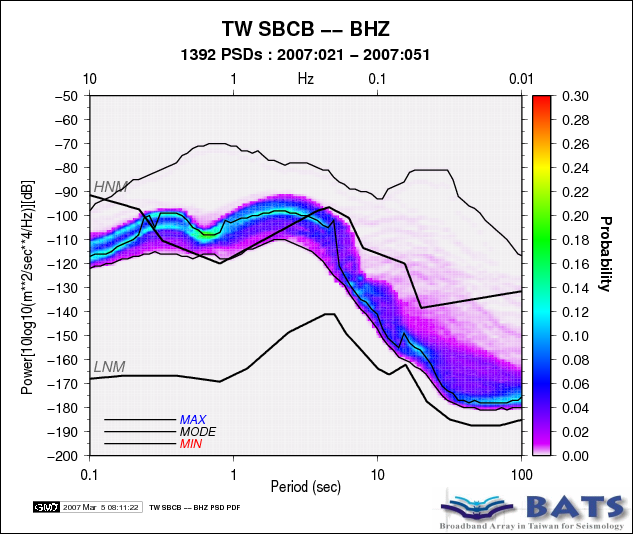 TW SBCB −− BHZ
1392 PSDs : 2007:021 − 2007:051
10 1 Hz 0.1 0.01
−50
−60
−70
−80
−90
−100
−110
−120
−130
−140
−150
−160
−170
−180
−190
−200
Power[10log10(m**2/sec**4/Hz)][dB]
HNM
LNM
MAX
MODE
MIN
0.1 1 10 100
Period (sec)
0.30
0.28
0.26
0.24
0.22
0.20
0.18
0.16
0.14
0.12
0.10
0.08
0.06
0.04
0.02
0.00
Probability
GMT 2007 Mar 5 08:11:22 TW SBCB −− BHZ PSD PDF
BATS
Broadband Array in Taiwan for Seismology